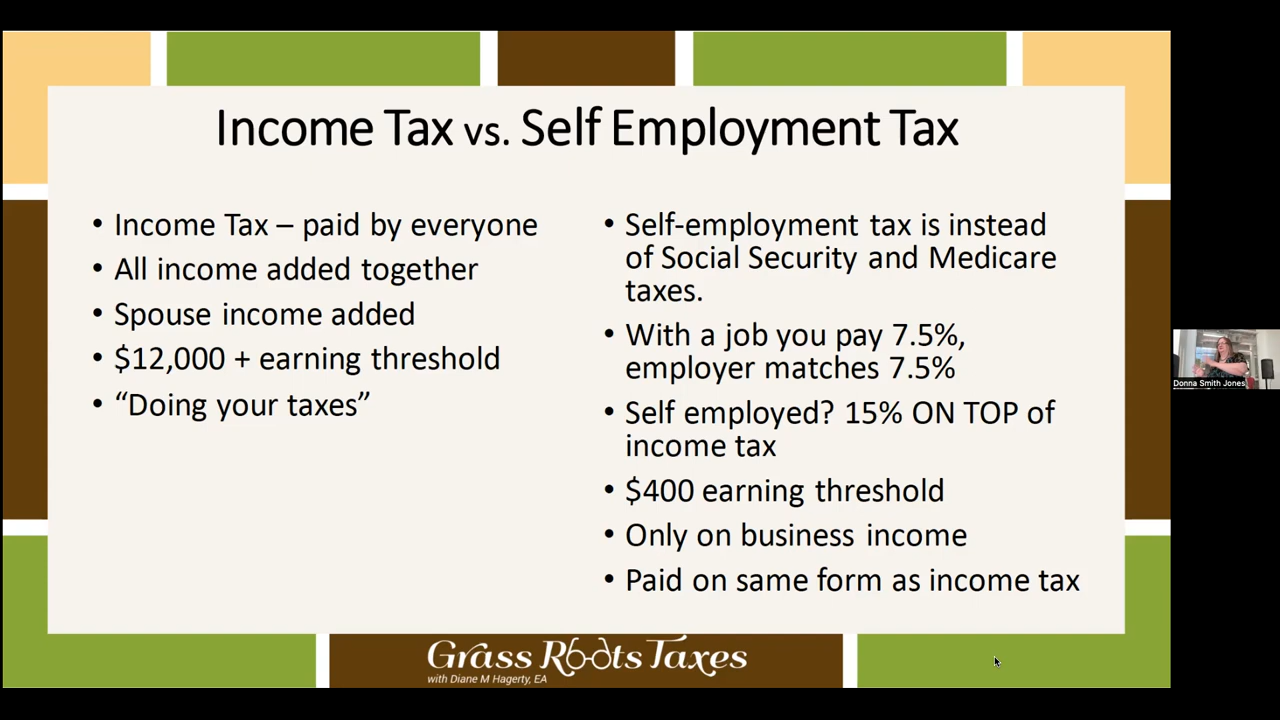 Income Tax vs. Self Employment Tax
• Income Tax – paid by everyone
• All income added together
• Spouse income added
• $12,000 + earning threshold
• “Doing your taxes”
• Self-employment tax is instead
of Social Security and Medicare
taxes.
• With a job you pay 7.5%,
employer matches 7.5%
• Self employed? 15% ON TOP of
income tax
• $400 earning threshold
• Only on business income
• Paid on same form as income tax
Grass Roots Taxes
with Diane M Hagerty, EA
Donna Smith Jones